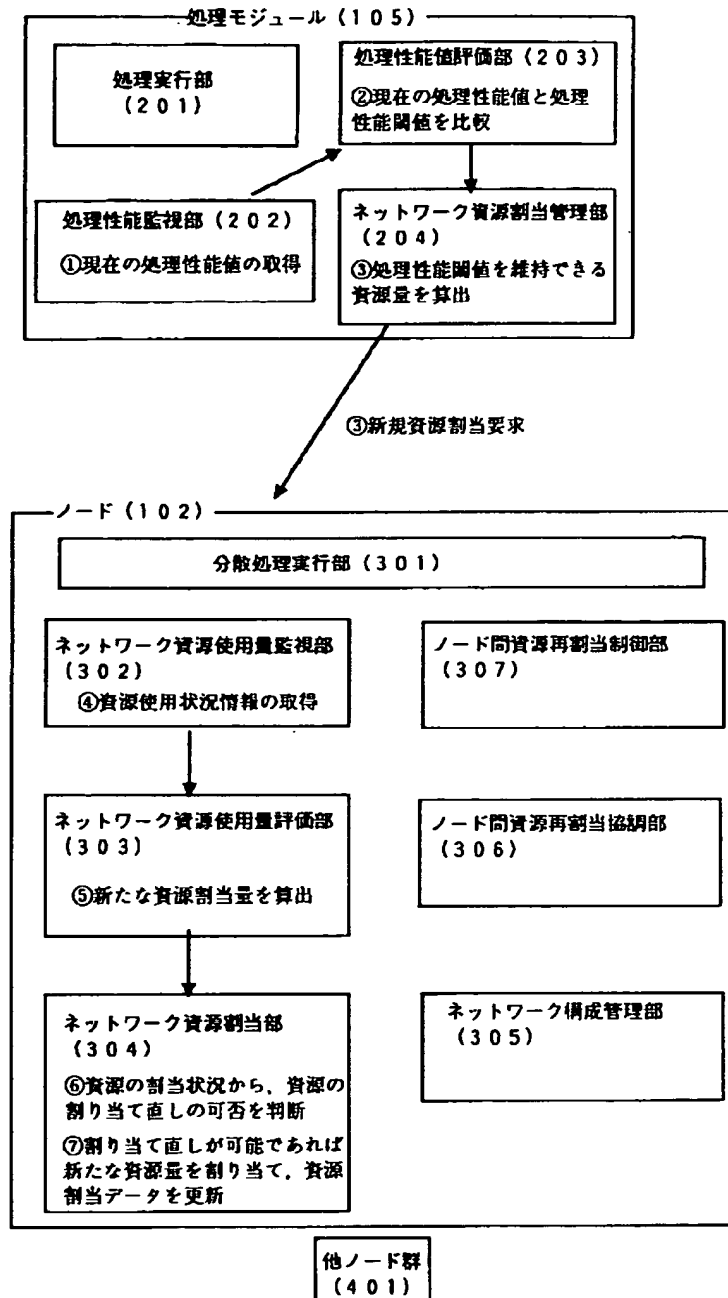 処理モジュール（１０５）
処理実行部
（２０１）
処理性能値評価部（２０３）
②現在の処理性能値と処理
性能閾値を比較
処理性能監視部（２０２）
①現在の処理性能値の取得
ネットワーク資源割当管理部
（２０４）
③処理性能閾値を維持できる
資源量を算出
③新規資源割当要求
ノード（１０２）
分散処理実行部（３０１）
ネットワーク資源使用量監視部
（３０２）
④資源使用状況情報の取得
ノード間資源再割当制御部
（３０７）
ネットワーク資源使用量評価部
（３０３）
⑤新たな資源割当量を算出
ノード間資源再割当協調部
（３０６）
ネットワーク資源割当部
（３０４）
⑥資源の割当状況から，資源の
割り当て直しの可否を判断
⑦割り当て直しが可能であれば
新たな資源量を割り当て，資源
割当データを更新
ネットワーク構成管理部
（３０５）
他ノード群
（４０１）